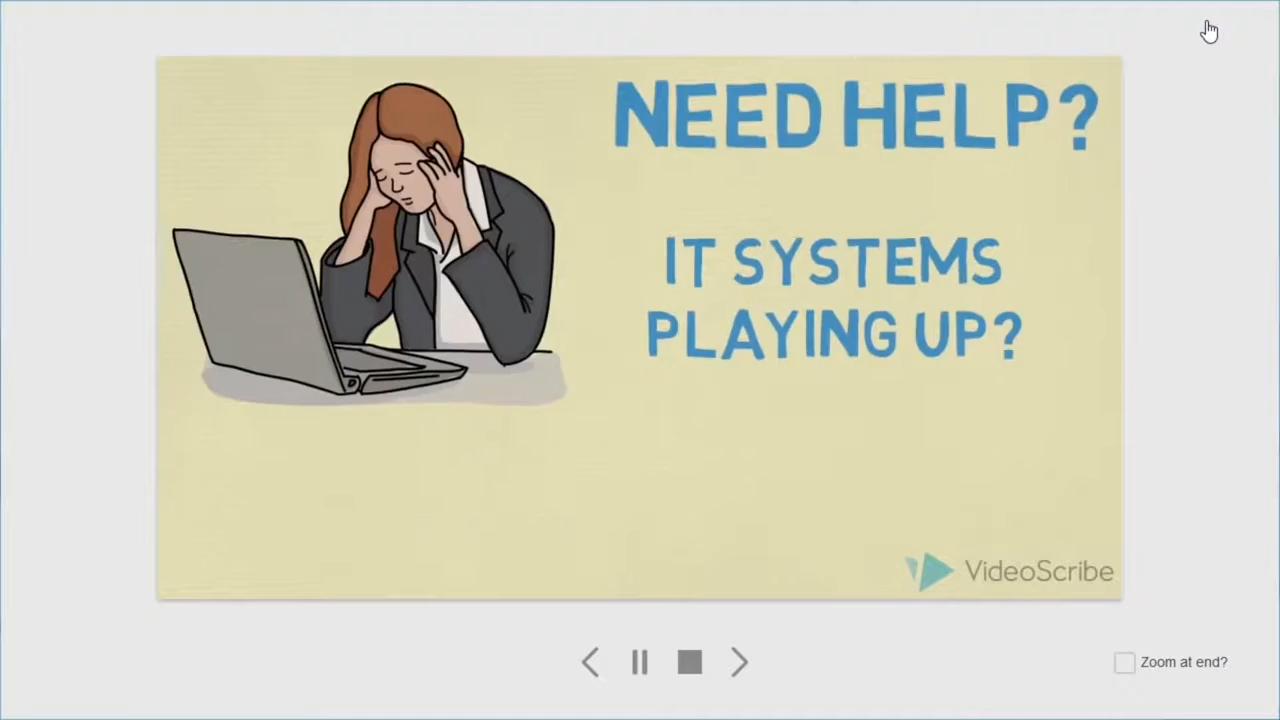 NEED HELP?
IT SYSTEMS
PLAYING UP?
VideoScribe
Zoom at end?